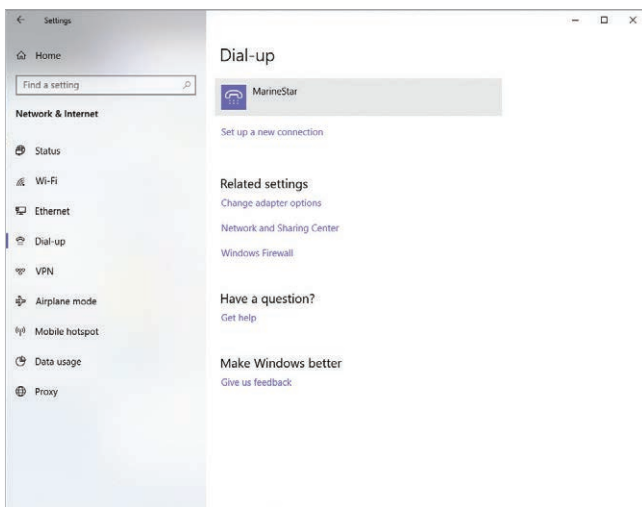 Settings
Home
Find a setting
Network & Internet
Status
Wi-Fi
Ethernet
Dial-up
VPN
Airplane mode
Mobile hotspot
Data usage
Proxy
Dial-up
MarineStar
Set up a new connection
Related settings
Change adapter options
Network and Sharing Center
Windows Firewall
Have a question?
Get help
Make Windows better
Give us feedback